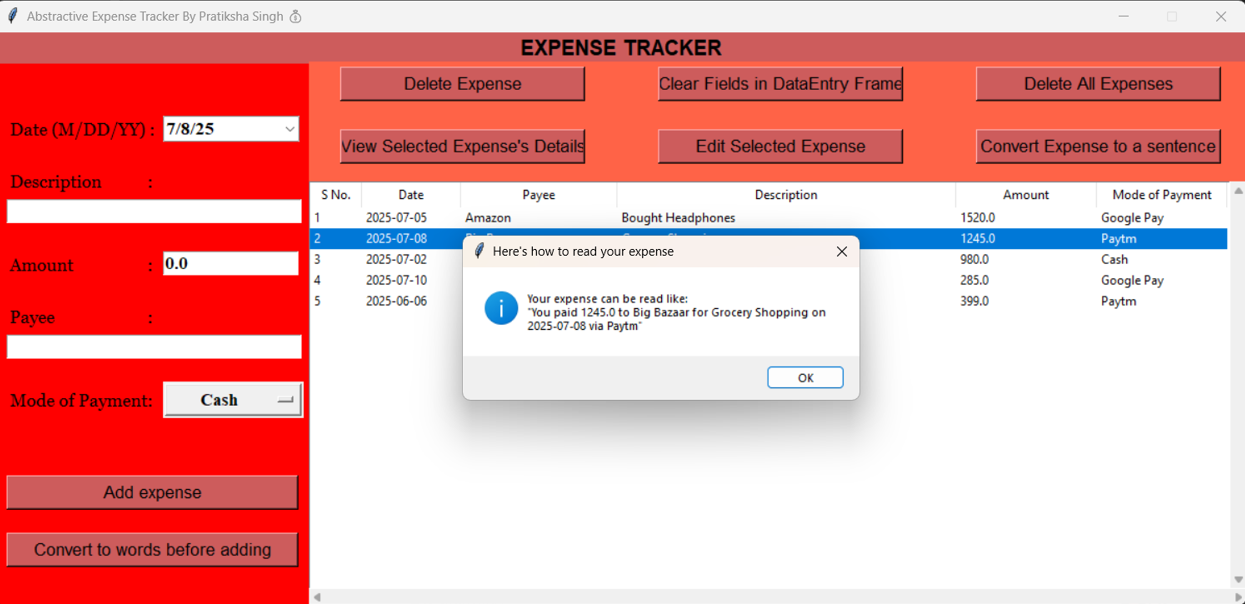 Abstractive Expense Tracker By Pratiksha Singh
EXPENSE TRACKER
Date (M/DD/YY) : 7/8/25
Description :
Amount : 0.0
Payee :
Mode of Payment: Cash
Add expense
Convert to words before adding
Delete Expense Clear Fields in DataEntry Frame Delete All Expenses
View Selected Expense's Details Edit Selected Expense Convert Expense to a sentence
S No. Date Payee Description Amount Mode of Payment
1 2025-07-05 Amazon Bought Headphones 1520.0 Google Pay
2 2025-07-08 1245.0 Paytm
3 2025-07-02 980.0 Cash
4 2025-07-10 285.0 Google Pay
5 2025-06-06 399.0 Paytm
Here's how to read your expense
Your expense can be read like:
"You paid 1245.0 to Big Bazaar for Grocery Shopping on
2025-07-08 via Paytm"
OK